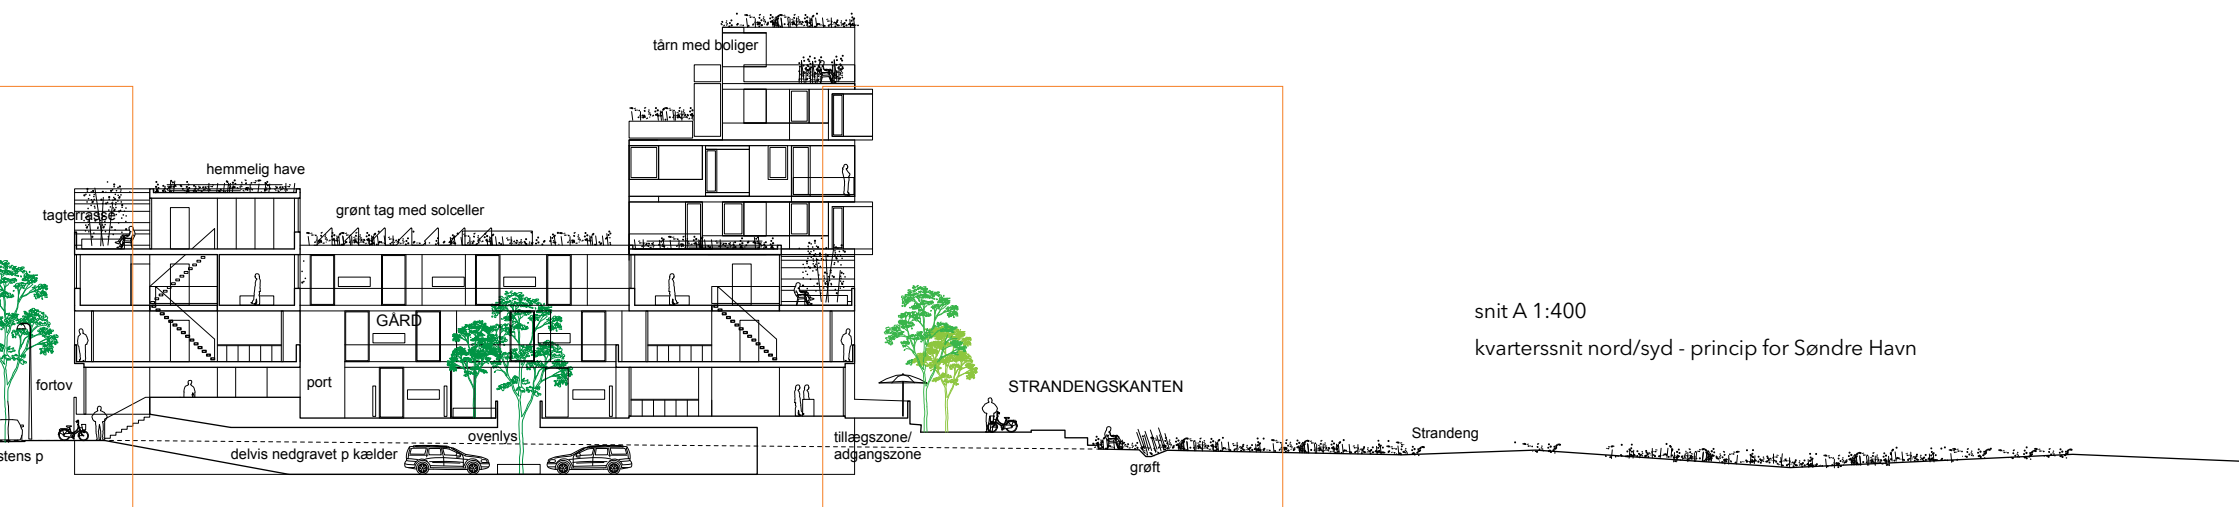 tårn med boliger
hemmelig have
tagterrasse
grønt tag med solceller
GÅRD
fortov
port
STRANDENGSKANTEN
snit A 1:400
kvarterssnit nord/syd - princip for Søndre Havn
stens p
delvis nedgravet p kælder
ovenlys
tillægszone/
adgangszone
grøft
Strandeng